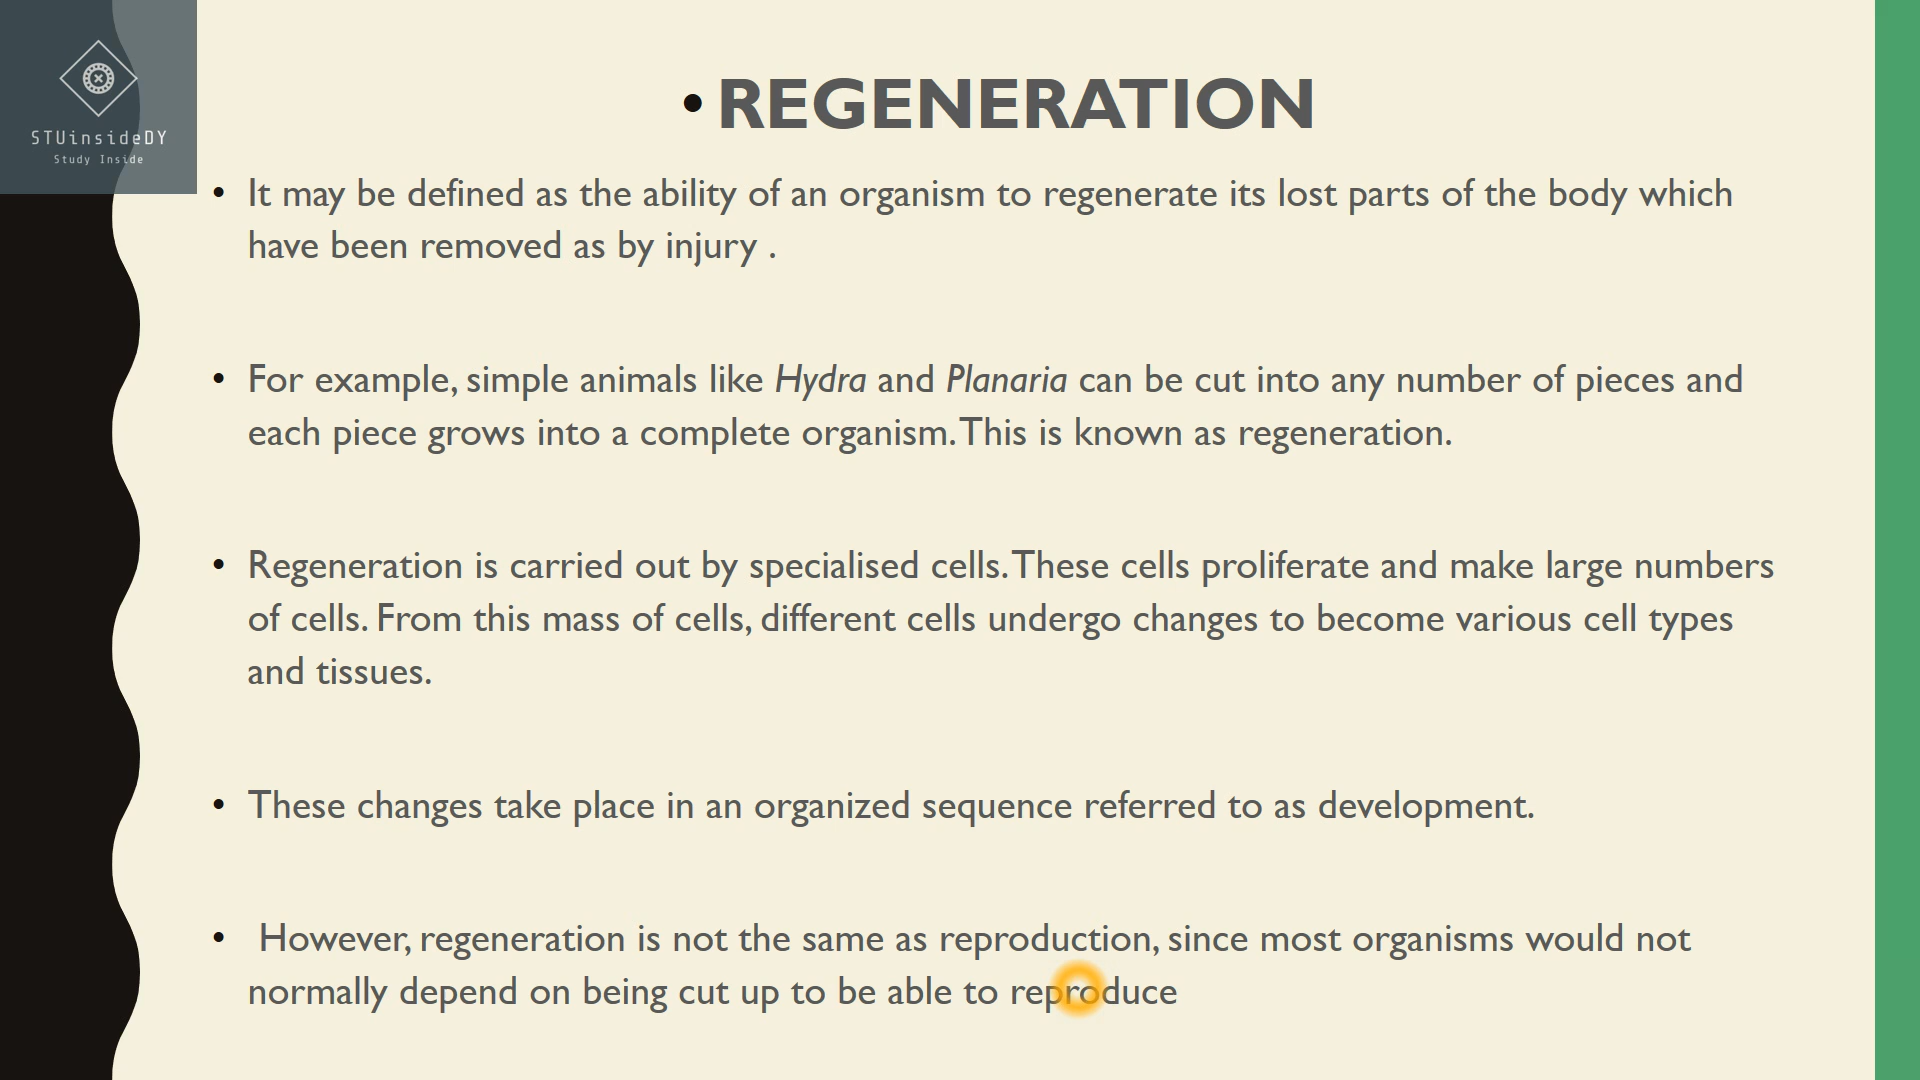 STUinsideDY
Study Inside
• REGENERATION
• It may be defined as the ability of an organism to regenerate its lost parts of the body which
have been removed as by injury .
• For example, simple animals like Hydra and Planaria can be cut into any number of pieces and
each piece grows into a complete organism. This is known as regeneration.
• Regeneration is carried out by specialised cells. These cells proliferate and make large numbers
of cells. From this mass of cells, different cells undergo changes to become various cell types
and tissues.
• These changes take place in an organized sequence referred to as development.
• However, regeneration is not the same as reproduction, since most organisms would not
normally depend on being cut up to be able to reproduce